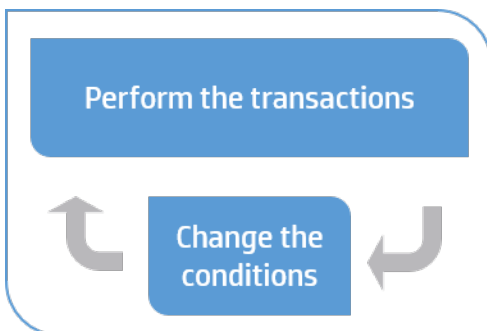 Perform the transactions
Change the
conditions